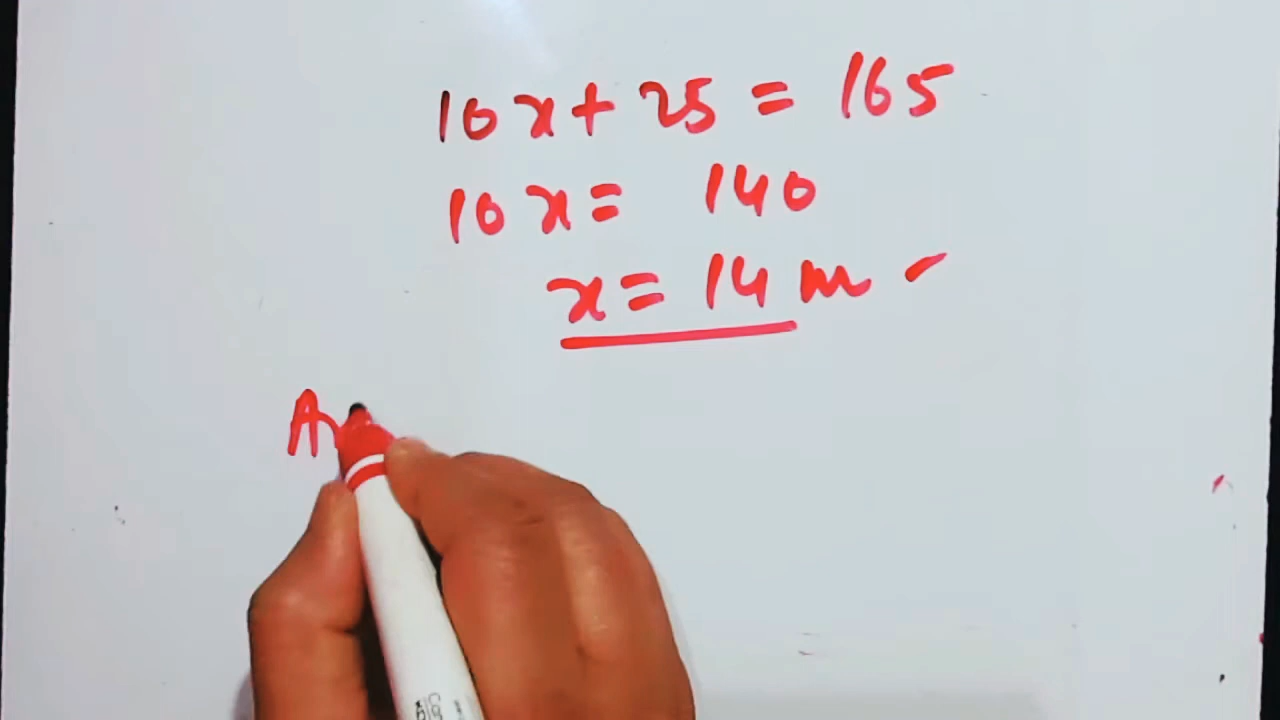 10x + 25 = 165
10x = 140
x = 14 m
A